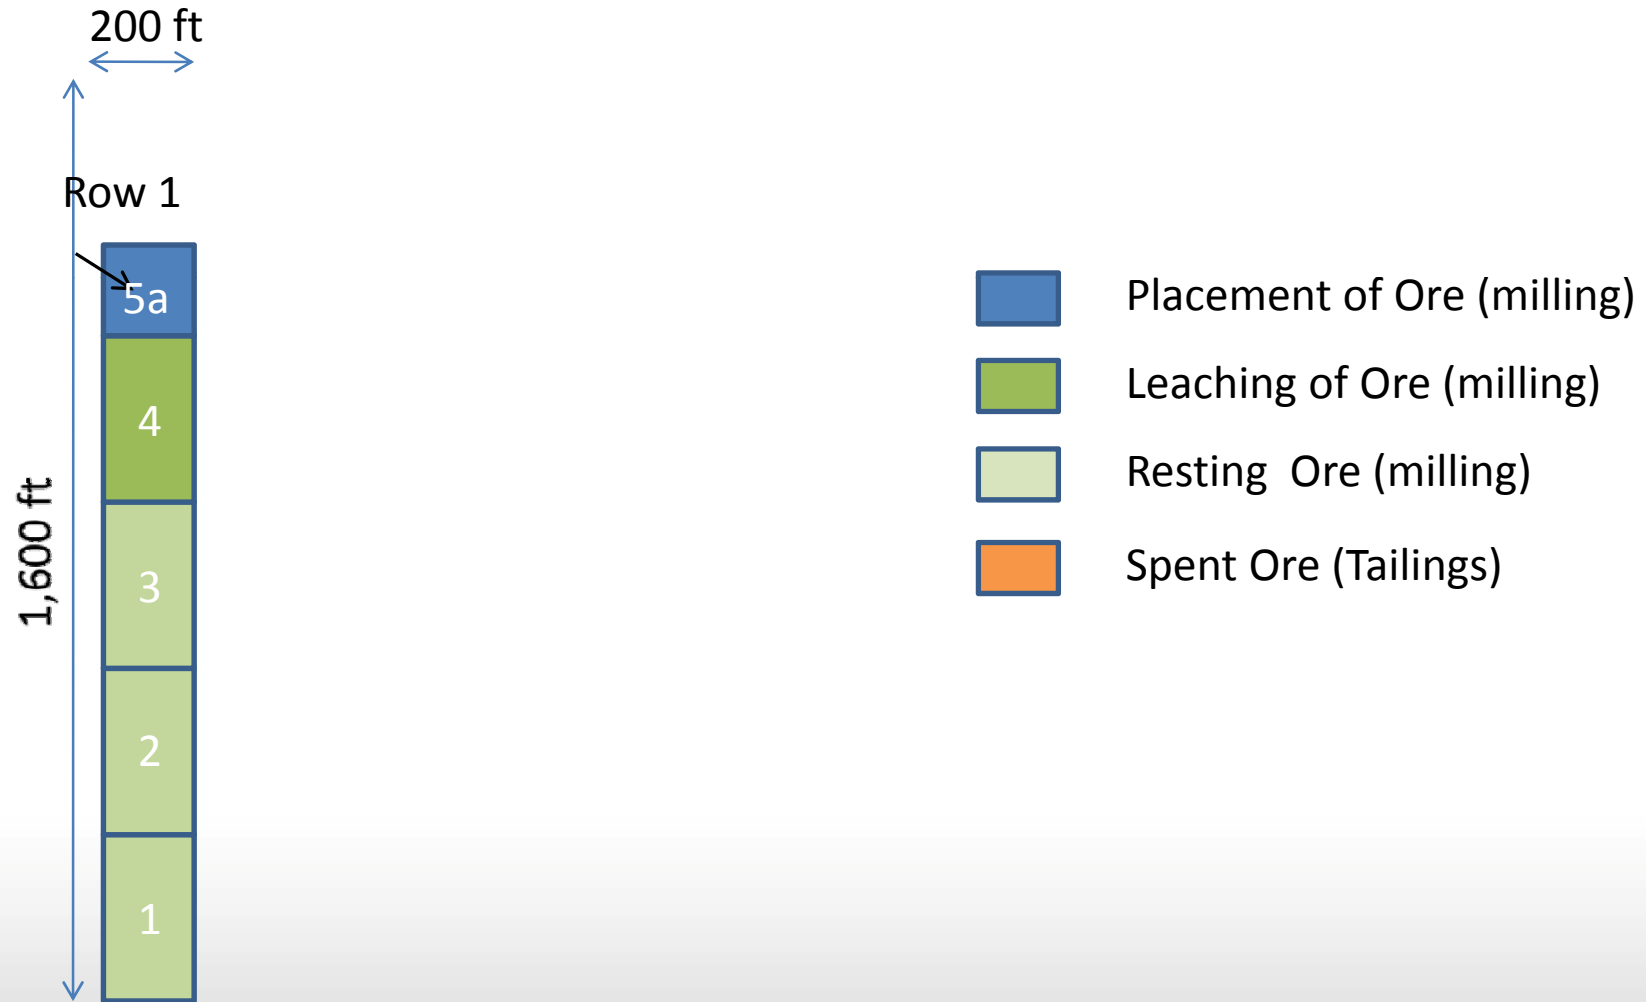 200 ft
1,600 ft
Row 1
5a
4
3
2
1
Placement of Ore (milling)
Leaching of Ore (milling)
Resting  Ore (milling)
Spent Ore (Tailings)